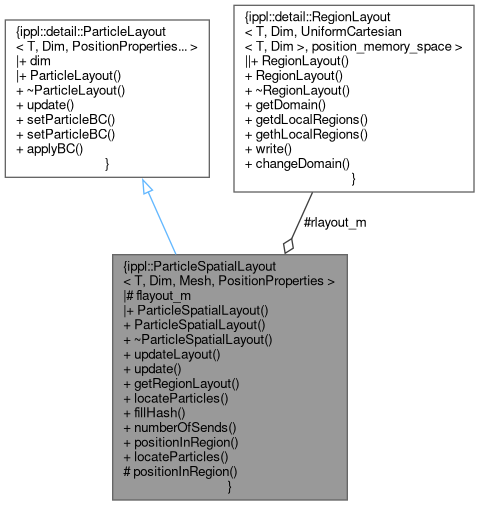 {ippl::detail::ParticleLayout
< T, Dim, PositionProperties... >
|+ dim
|+ ParticleLayout()
+ ~ParticleLayout()
+ update()
+ setParticleBC()
+ setParticleBC()
+ applyBC()
}
{ippl::detail::RegionLayout
< T, Dim, UniformCartesian
< T, Dim >, position_memory_space >
||+ RegionLayout()
+ RegionLayout()
+ ~RegionLayout()
+ getDomain()
+ getdLocalRegions()
+ gethLocalRegions()
+ write()
+ changeDomain()
}
#rlayout_m
{ippl::ParticleSpatialLayout
< T, Dim, Mesh, PositionProperties >
|# flayout_m
|+ ParticleSpatialLayout()
+ ParticleSpatialLayout()
+ ~ParticleSpatialLayout()
+ updateLayout()
+ update()
+ getRegionLayout()
+ locateParticles()
+ fillHash()
+ numberOfSends()
+ positionInRegion()
+ locateParticles()
# positionInRegion()
}